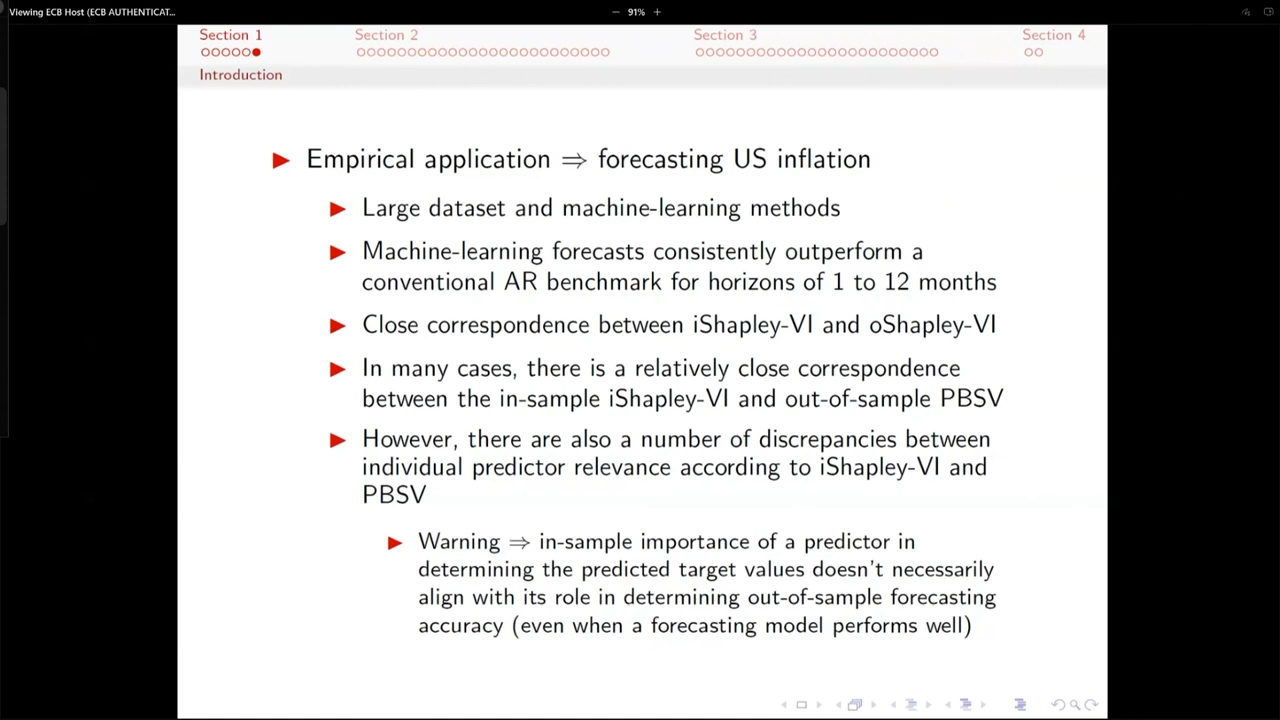 Viewing ECB Host (ECB AUTHENTICAT...
− 91% +
Section 1
Section 2
Section 3
Section 4
Introduction
Empirical application ⇒ forecasting US inflation
Large dataset and machine-learning methods
Machine-learning forecasts consistently outperform a
conventional AR benchmark for horizons of 1 to 12 months
Close correspondence between iShapley-VI and oShapley-VI
In many cases, there is a relatively close correspondence
between the in-sample iShapley-VI and out-of-sample PBSV
However, there are also a number of discrepancies between
individual predictor relevance according to iShapley-VI and
PBSV
Warning ⇒ in-sample importance of a predictor in
determining the predicted target values doesn't necessarily
align with its role in determining out-of-sample forecasting
accuracy (even when a forecasting model performs well)